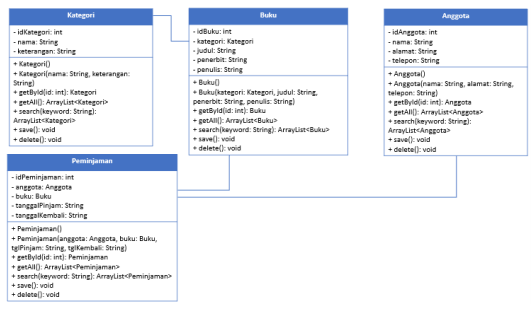 Kategori
- idKategori: int
- nama: String
- keterangan: String
+ Kategori()
+ Kategori(nama: String, keterangan:
String)
+ getById(id: int): Kategori
+ getAll(): ArrayList<Kategori>
+ search(keyword: String):
ArrayList<Kategori>
+ save(): void
+ delete(): void
Buku
- idBuku: int
- kategori: Kategori
- judul: String
- penerbit: String
- penulis: String
+ Buku()
+ Buku(kategori: Kategori, judul: String,
penerbit: String, penulis: String)
+ getById(id: int): Buku
+ getAll(): ArrayList<Buku>
+ search(keyword: String): ArrayList<Buku>
+ save(): void
+ delete(): void
Anggota
- idAnggota: int
- nama: String
- alamat: String
- telepon: String
+ Anggota()
+ Anggota(nama: String, alamat: String,
telepon: String)
+ getById(id: int): Anggota
+ getAll(): ArrayList<Anggota>
+ search(keyword: String):
ArrayList<Anggota>
+ save(): void
+ delete(): void
Peminjaman
- idPeminjaman: int
- anggota: Anggota
- buku: Buku
- tanggalPinjam: String
- tanggalKembali: String
+ Peminjaman()
+ Peminjaman(anggota: Anggota, buku: Buku,
tglPinjam: String, tglKembali: String)
+ getById(id: int): Peminjaman
+ getAll(): ArrayList<Peminjaman>
+ search(keyword: String): ArrayList<Peminjaman>
+ save(): void
+ delete(): void